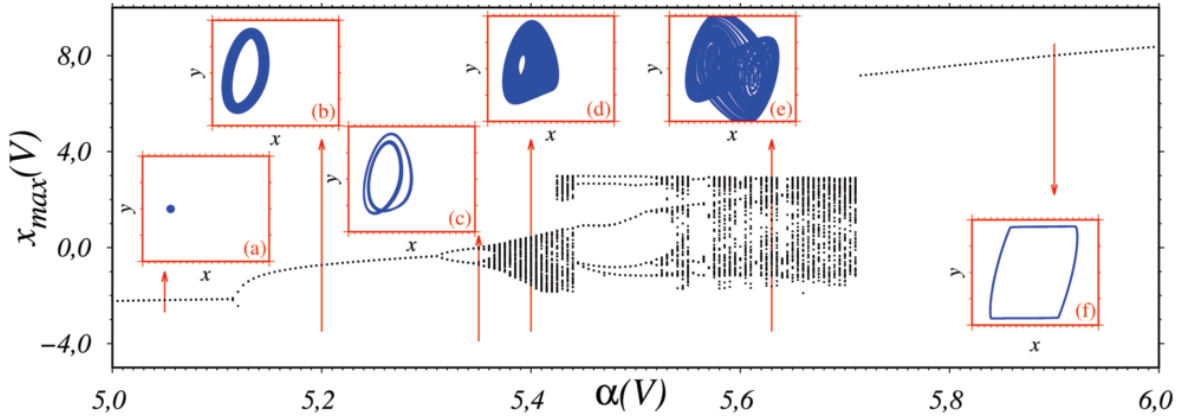 8,0
4,0
0,0
−4,0
x_max(V)
y
x
(a)
y
x
(b)
y
x
(c)
y
x
(d)
y
x
(e)
y
x
(f)
5,0
5,2
5,4
α(V)
5,6
5,8
6,0